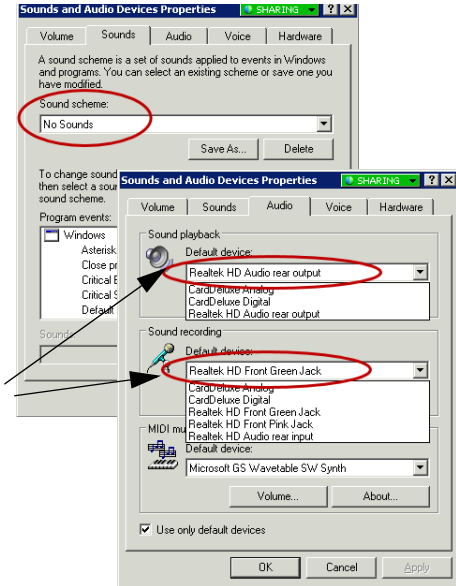 Sounds and Audio Devices Properties
SHARING
Volume
Sounds
Audio
Voice
Hardware
A sound scheme is a set of sounds applied to events in Windows
and programs. You can select an existing scheme or save one you
have modified.
Sound scheme:
No Sounds
Save As...
Delete
To change sound
then select a sou
sound scheme.
Program events:
Windows
Asterisk
Close pr
Critical
Critical
Default
Sounds
Sounds and Audio Devices Properties
SHARING
Volume
Sounds
Audio
Voice
Hardware
Sound playback
Default device:
Realtek HD Audio rear output
CardDeluxe Analog
CardDeluxe Digital
Realtek HD Audio rear output
Sound recording
Default device:
Realtek HD Front Green Jack
CardDeluxe Analog
CardDeluxe Digital
Realtek HD Front Green Jack
Realtek HD Front Pink Jack
Realtek HD Audio rear input
MIDI mu
Default device:
Microsoft GS Wavetable SW Synth
Volume...
About...
Use only default devices
OK
Cancel
Apply